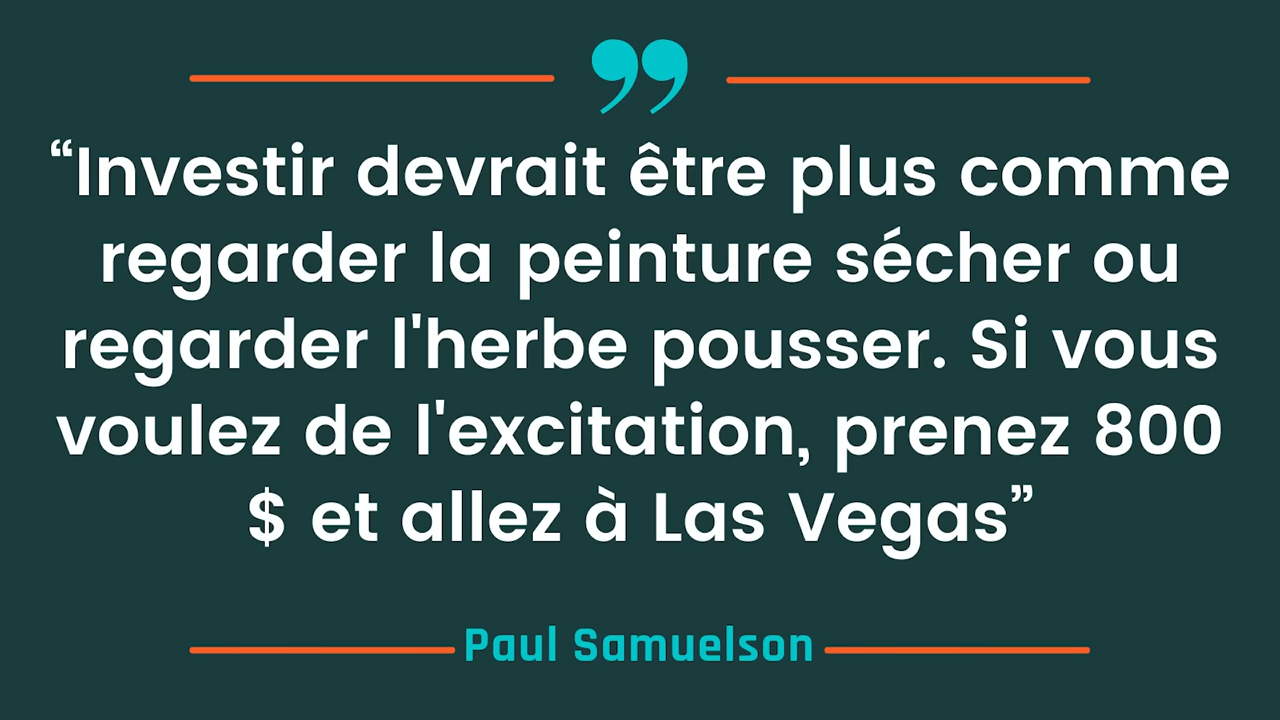 “Investir devrait être plus comme
regarder la peinture sécher ou
regarder l'herbe pousser. Si vous
voulez de l'excitation, prenez 800
$ et allez à Las Vegas”
Paul Samuelson